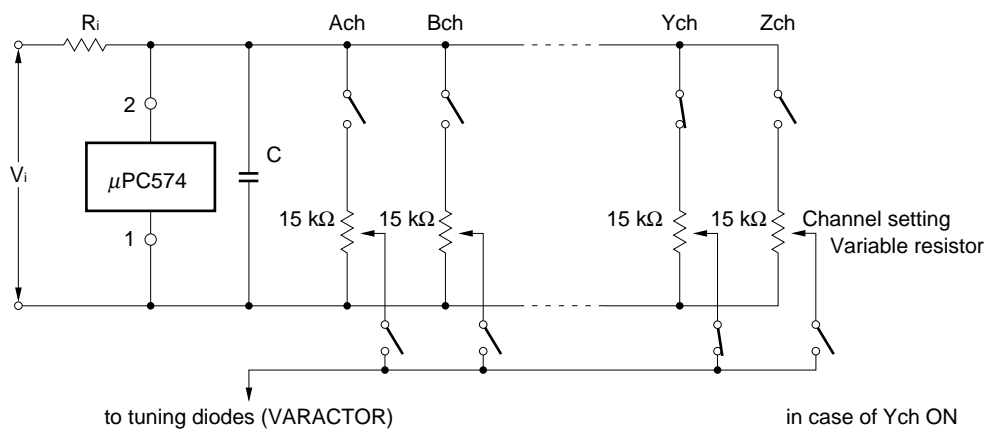 Ri
Ach
Bch
Ych
Zch
2
C
Vi
μPC574
1
15 kΩ
15 kΩ
15 kΩ
15 kΩ
Channel setting
Variable resistor
to tuning diodes (VARACTOR)
in case of Ych ON